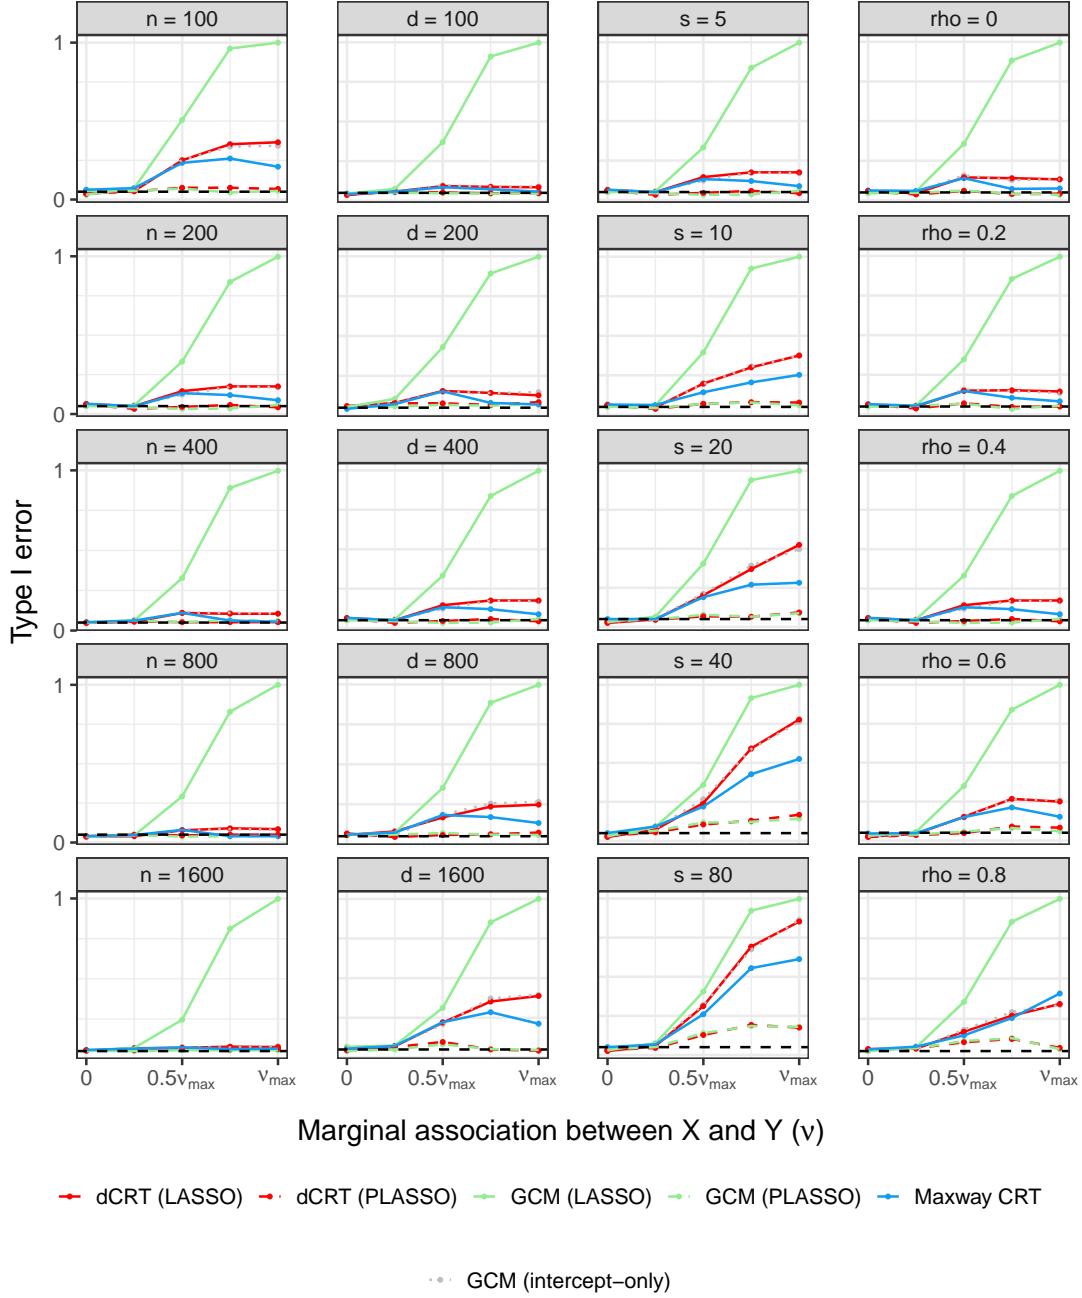 n = 100 d = 100 s = 5 rho = 0
1
0
n = 200 d = 200 s = 10 rho = 0.2
1
0
n = 400 d = 400 s = 20 rho = 0.4
1
0
n = 800 d = 800 s = 40 rho = 0.6
1
0
n = 1600 d = 1600 s = 80 rho = 0.8
1
Type I error
0 0.5νmax νmax 0 0.5νmax νmax 0 0.5νmax νmax 0 0.5νmax νmax
Marginal association between X and Y (ν)
dCRT (LASSO) dCRT (PLASSO) GCM (LASSO) GCM (PLASSO) Maxway CRT
GCM (intercept−only)